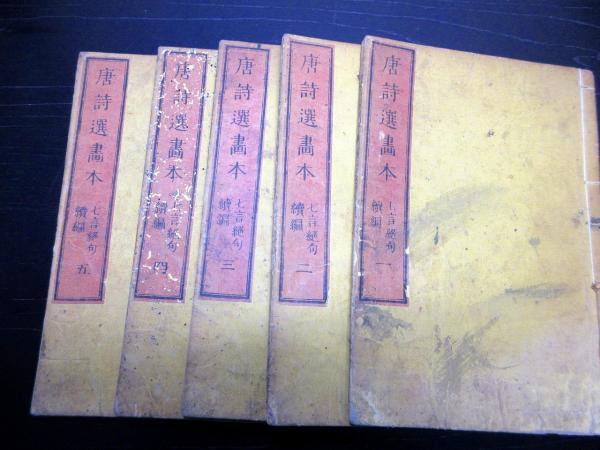 唐詩選畫本 七言絶句 續編 一
唐詩選畫本 七言絶句 續編 二
唐詩選畫本 七言絶句 續編 三
唐詩選畫本 七言絶句 續編 四
唐詩選畫本 七言絶句 續編 五